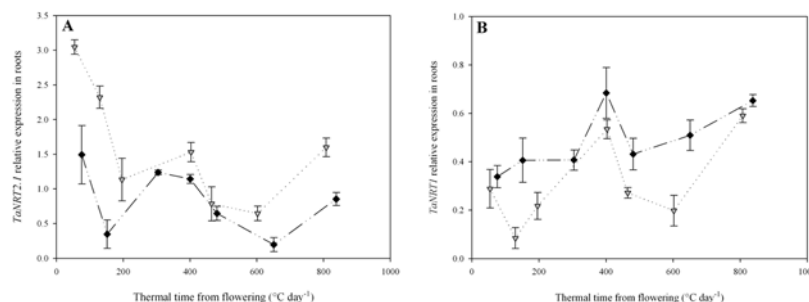 A
TaNRT2.1 relative expression in roots
3.5
3.0
2.5
2.0
1.5
1.0
0.5
0.0
0 200 400 600 800 1000
Thermal time from flowering (°C day-1)
B
TaNRT1 relative expression in roots
1.0
0.8
0.6
0.4
0.2
0.0
0 200 400 600 800 1000
Thermal time from flowering (°C day-1)